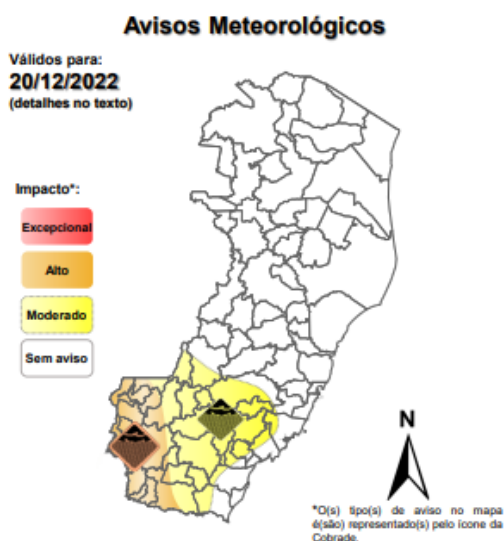 Avisos Meteorológicos
Válidos para:
20/12/2022
(detalhes no texto)
Impacto*:
Excepcional
Alto
Moderado
Sem aviso
N
*O(s) tipo(s) de aviso no mapa
é(são) representado(s) pelo ícone da
Cobrade.